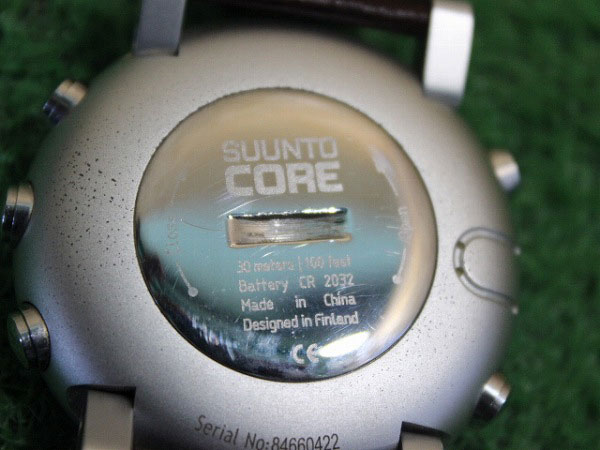 SUUNTO
CORE
30 meters | 100 feet
Battery CR 2032
Made in China
Designed in Finland
CE
Serial No:84660422